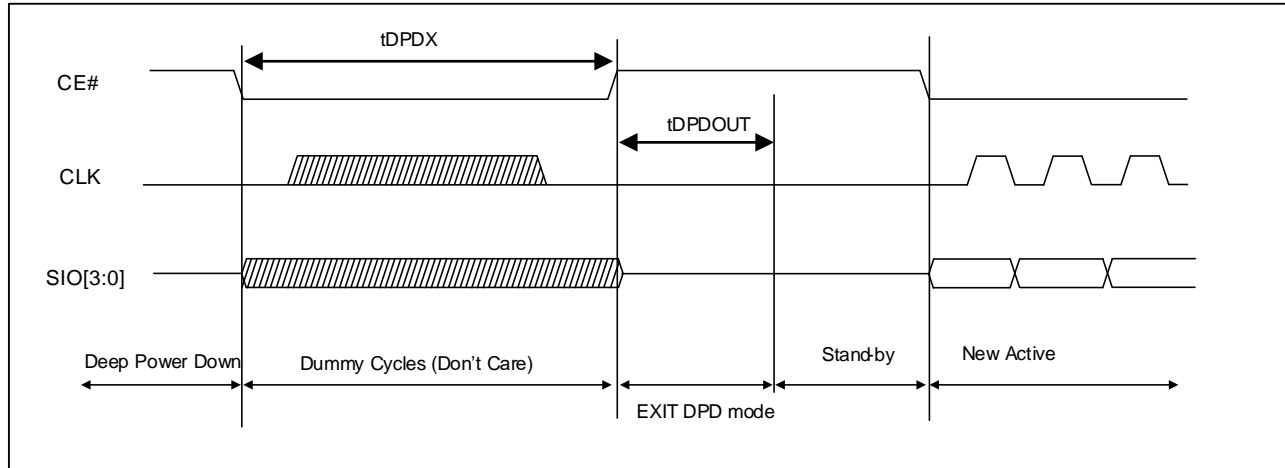 tDPDX
CE#
tDPDOUT
CLK
SIO[3:0]
Deep Power Down
Dummy Cycles (Don't Care)
Stand-by
New Active
EXIT DPD mode